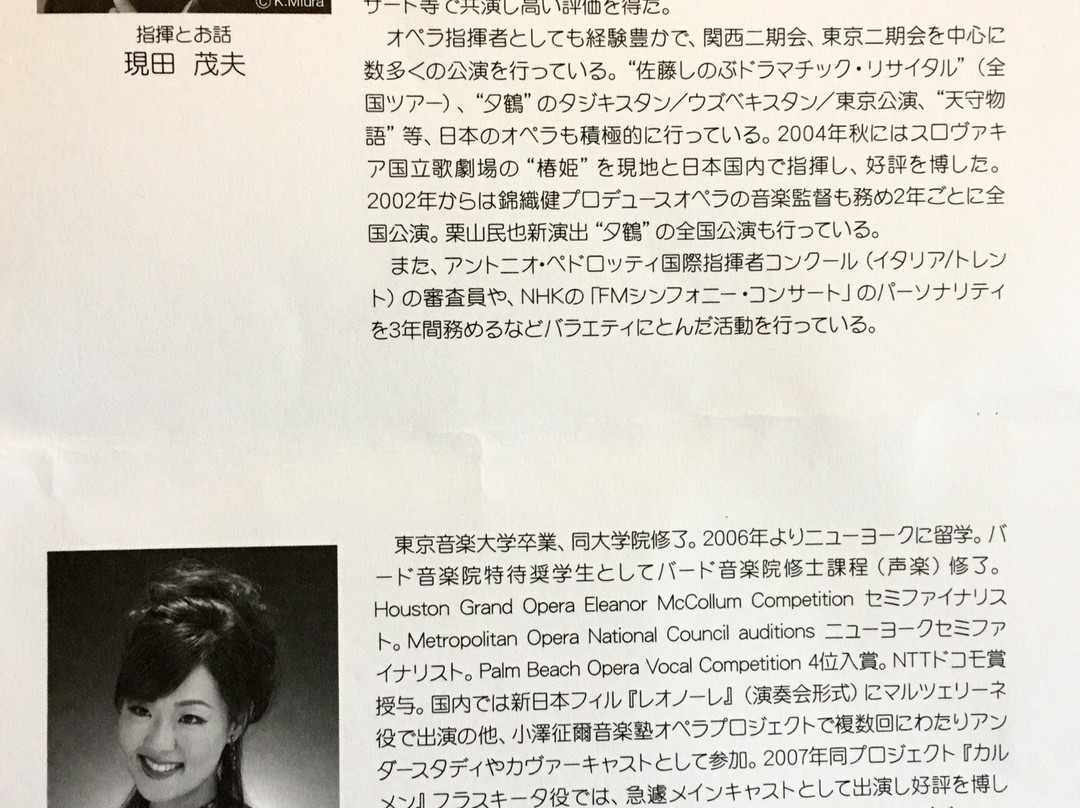 © K.Miura
指揮とお話
現田 茂夫
サート等で共演し高い評価を得た。
オペラ指揮者としても経験豊かで、関西二期会、東京二期会を中心に
数多くの公演を行っている。“佐藤しのぶドラマチック・リサイタル”（全
国ツアー）、“夕鶴”のタジキスタン／ウズベキスタン／東京公演、“天守物
語”等、日本のオペラも積極的に行っている。2004年秋にはスロヴァキ
ア国立歌劇場の“椿姫”を現地と日本国内で指揮し、好評を博した。
2002年からは錦織健プロデュースオペラの音楽監督も務め2年ごとに全
国公演。栗山民也新演出“夕鶴”の全国公演も行っている。
また、アントニオ・ペドロッティ国際指揮者コンクール（イタリア/トレン
ト）の審査員や、NHKの「FMシンフォニー・コンサート」のパーソナリティ
を3年間務めるなどバラエティにとんだ活動を行っている。
東京音楽大学卒業、同大学院修了。2006年よりニューヨークに留学。バ
ード音楽院特待奨学生としてバード音楽院修士課程（声楽）修了。
Houston Grand Opera Eleanor McCollum Competition セミファイナリス
ト。Metropolitan Opera National Council auditions ニューヨークセミファ
イナリスト。Palm Beach Opera Vocal Competition 4位入賞。NTTドコモ賞
授与。国内では新日本フィル『レオノーレ』（演奏会形式）にマルツェリーネ
役で出演の他、小澤征爾音楽塾オペラプロジェクトで複数回にわたりアン
ダースタディやカヴァーキャストとして参加。2007年同プロジェクト『カル
メン』フラスキータ役では、急遽メインキャストとして出演し好評を博し